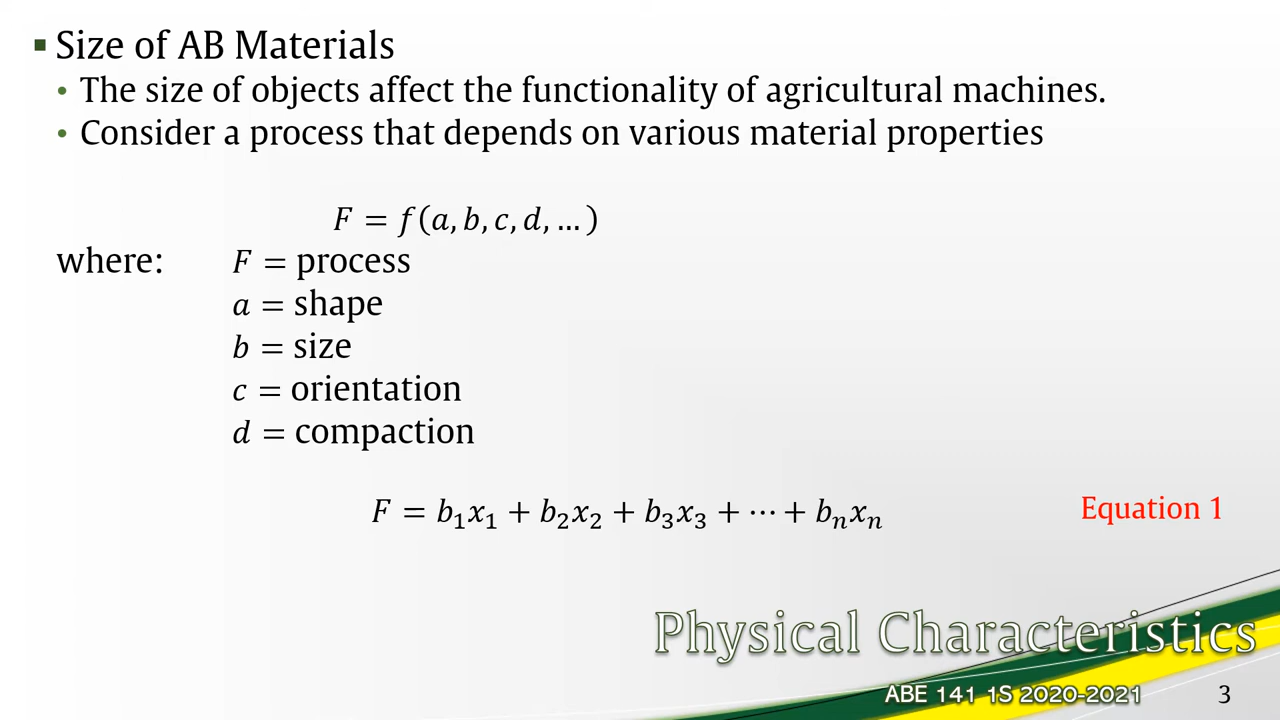 Size of AB Materials
The size of objects affect the functionality of agricultural machines.
Consider a process that depends on various material properties
F = f(a, b, c, d, … )
where: F = process
a = shape
b = size
c = orientation
d = compaction
F = b₁x₁ + b₂x₂ + b₃x₃ + ⋯ + bₙxₙ Equation 1
Physical Characteristics
ABE 141 1S 2020-2021 3